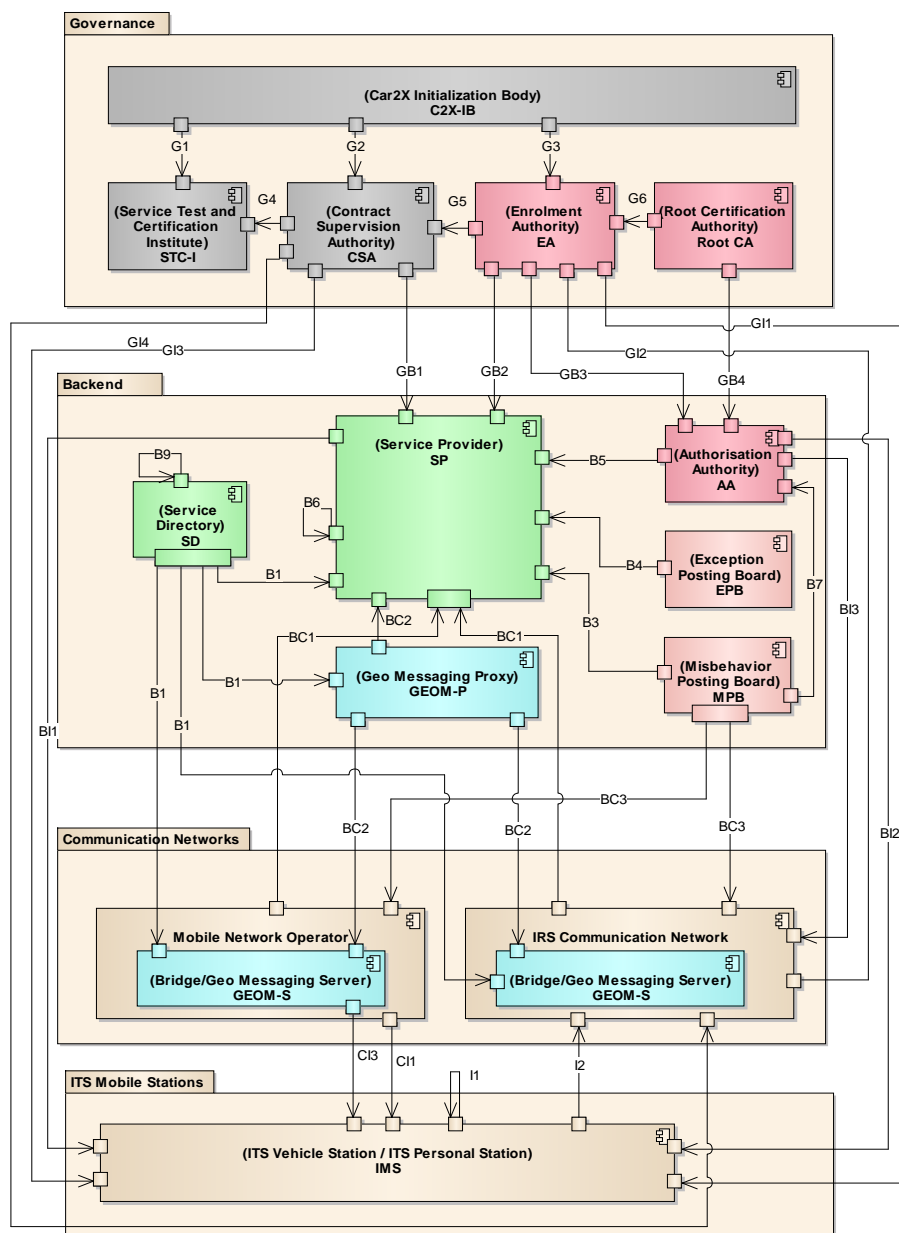 Governance
(Car2X Initialization Body)
C2X-IB
G1
G2
G3
(Service Test and
Certification
Institute)
STC-I
G4
(Contract
Supervision
Authority)
CSA
G5
(Enrolment
Authority)
EA
G6
(Root Certification
Authority)
Root CA
GI4
GI3
GI1
GI2
GB1
GB2
GB3
GB4
Backend
(Service Provider)
SP
(Authorisation
Authority)
AA
B9
B5
B6
(Service
Directory)
SD
(Exception
Posting Board)
EPB
B4
B7
BI3
B1
B3
BC2
BC1
BC1
(Geo Messaging Proxy)
GEOM-P
(Misbehavior
Posting Board)
MPB
B1
B1
B1
BI1
BC3
BC2
BC2
BC3
BI2
Communication Networks
Mobile Network Operator
(Bridge/Geo Messaging Server)
GEOM-S
IRS Communication Network
(Bridge/Geo Messaging Server)
GEOM-S
CI3
CI1
I1
I2
ITS Mobile Stations
(ITS Vehicle Station / ITS Personal Station)
IMS